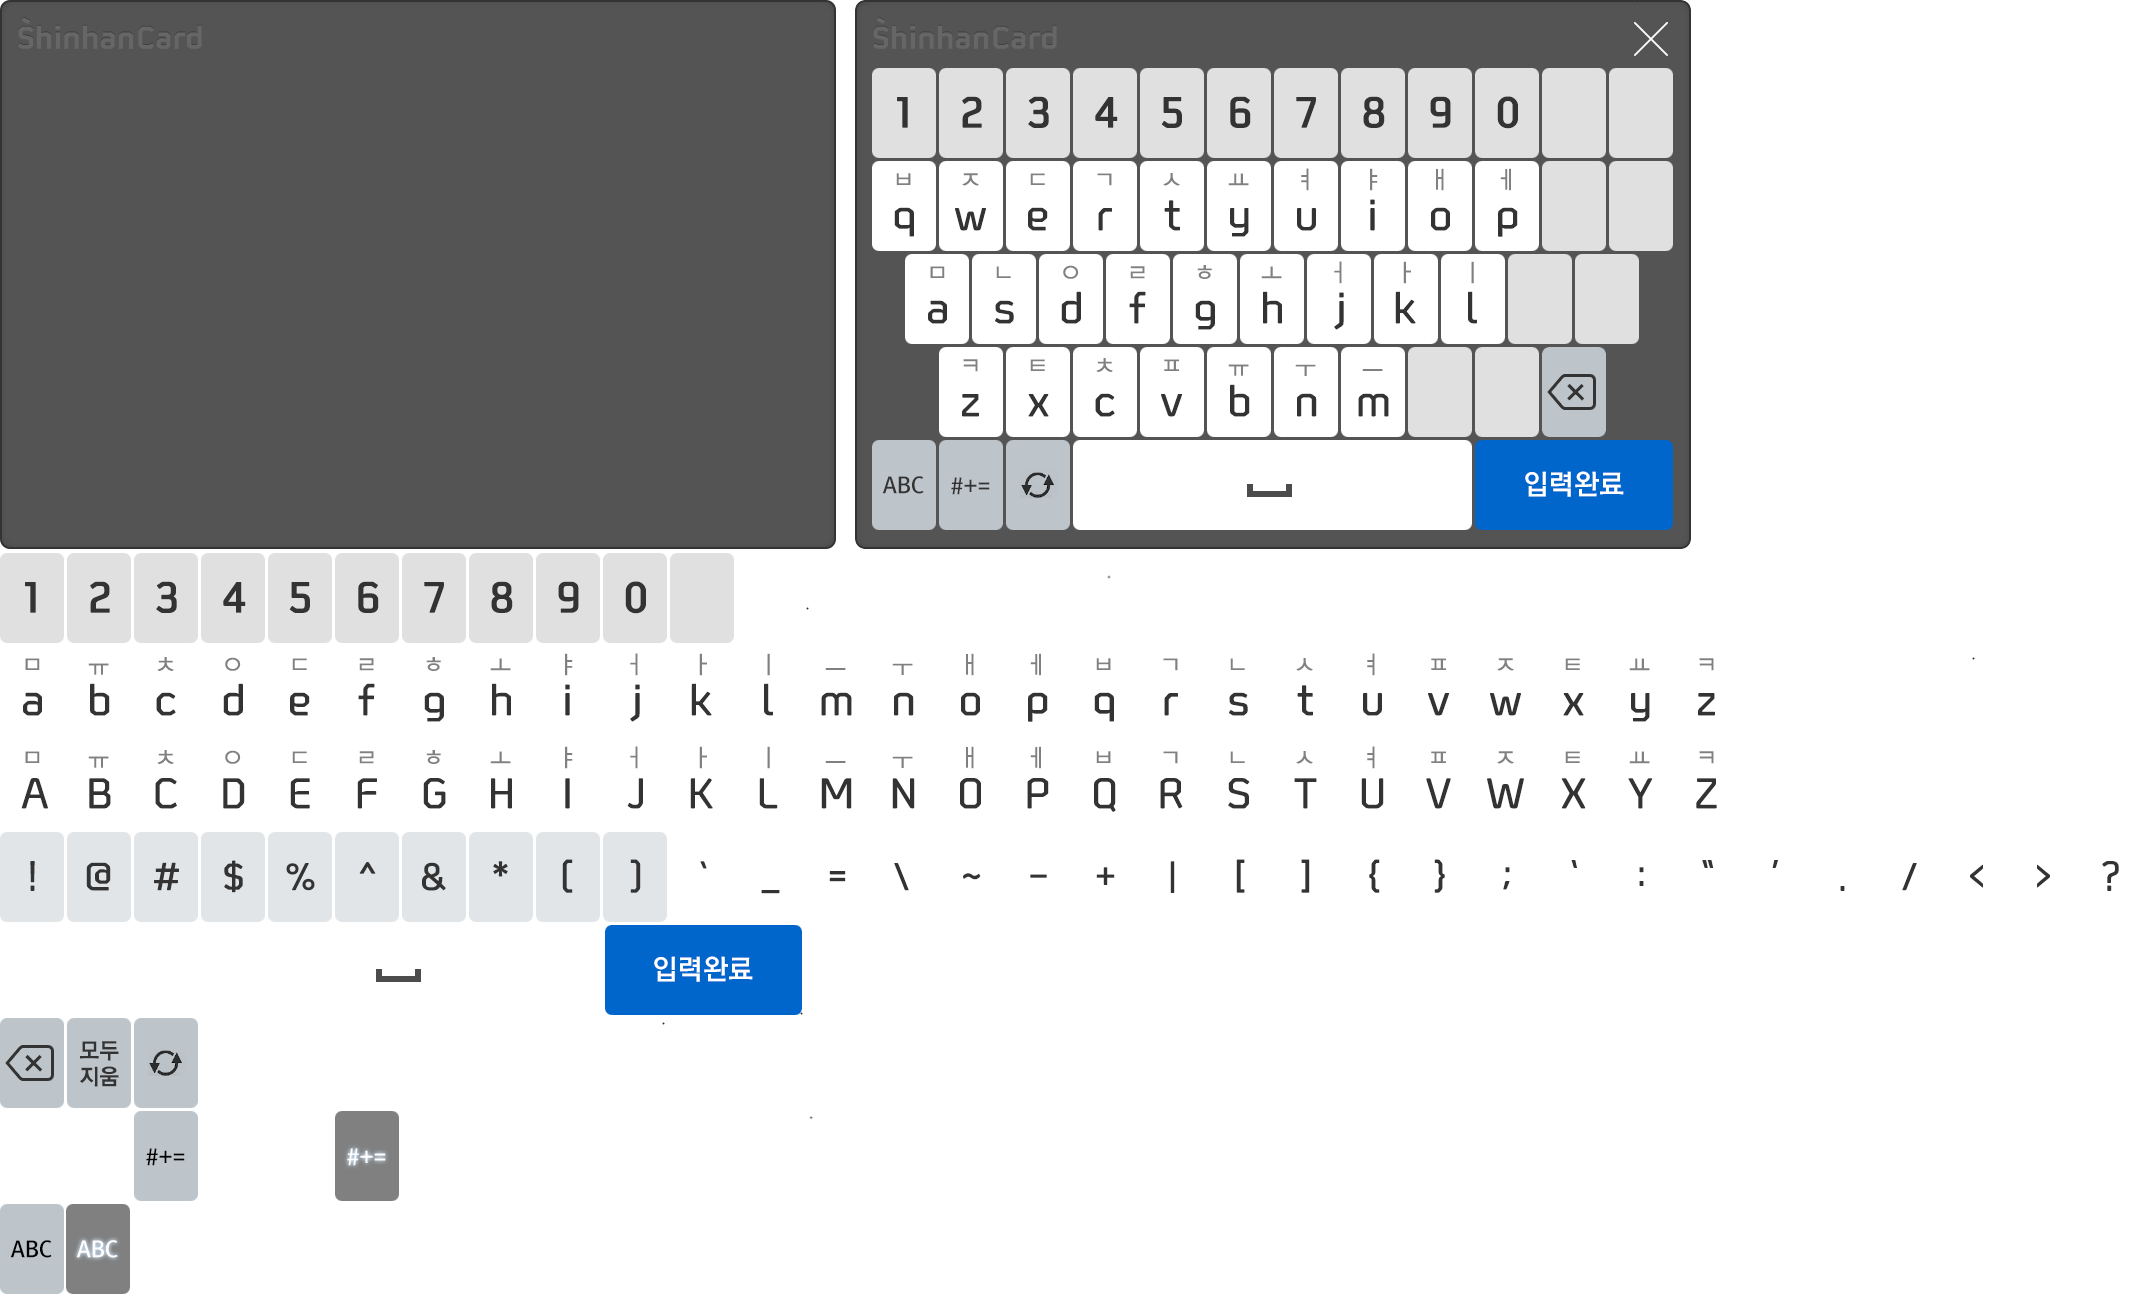 ShinhanCard
ShinhanCard
1 2 3 4 5 6 7 8 9 0
ㅂ ㅈ ㄷ ㄱ ㅅ ㅛ ㅕ ㅑ ㅐ ㅔ
q w e r t y u i o p
ㅁ ㄴ ㅇ ㄹ ㅎ ㅗ ㅓ ㅏ ㅣ
a s d f g h j k l
ㅋ ㅌ ㅊ ㅍ ㅠ ㅜ ㅡ
z x c v b n m
ABC #+= 입력완료
1 2 3 4 5 6 7 8 9 0
ㅁ ㅠ ㅊ ㅇ ㄷ ㄹ ㅎ ㅗ ㅑ ㅓ ㅏ ㅣ ㅡ ㅜ ㅐ ㅔ ㅂ ㄱ ㄴ ㅅ ㅕ ㅍ ㅈ ㅌ ㅛ ㅋ
a b c d e f g h i j k l m n o p q r s t u v w x y z
ㅁ ㅠ ㅊ ㅇ ㄷ ㄹ ㅎ ㅗ ㅑ ㅓ ㅏ ㅣ ㅡ ㅜ ㅐ ㅔ ㅂ ㄱ ㄴ ㅅ ㅕ ㅍ ㅈ ㅌ ㅛ ㅋ
A B C D E F G H I J K L M N O P Q R S T U V W X Y Z
! @ # $ % ^ & * ( ) ‵ _ = \ ~ - + | [ ] { } ; ‵ : ‶ ′ . / < > ?
입력완료
모두
지움
#+= #+=
ABC ABC